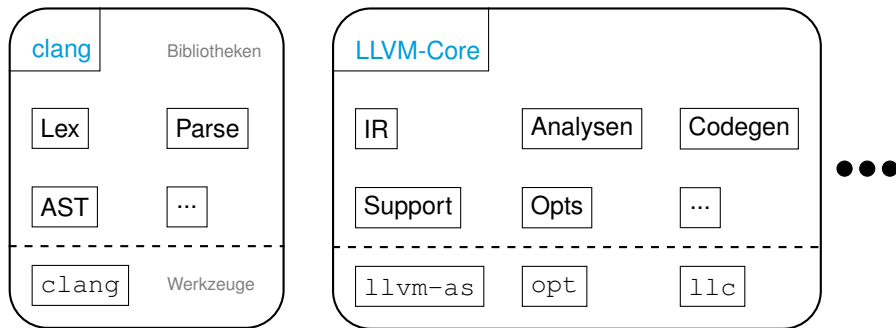 clang Bibliotheken
Lex Parse
AST ...
clang Werkzeuge
LLVM-Core
IR Analysen Codegen
Support Opts ...
llvm-as opt llc